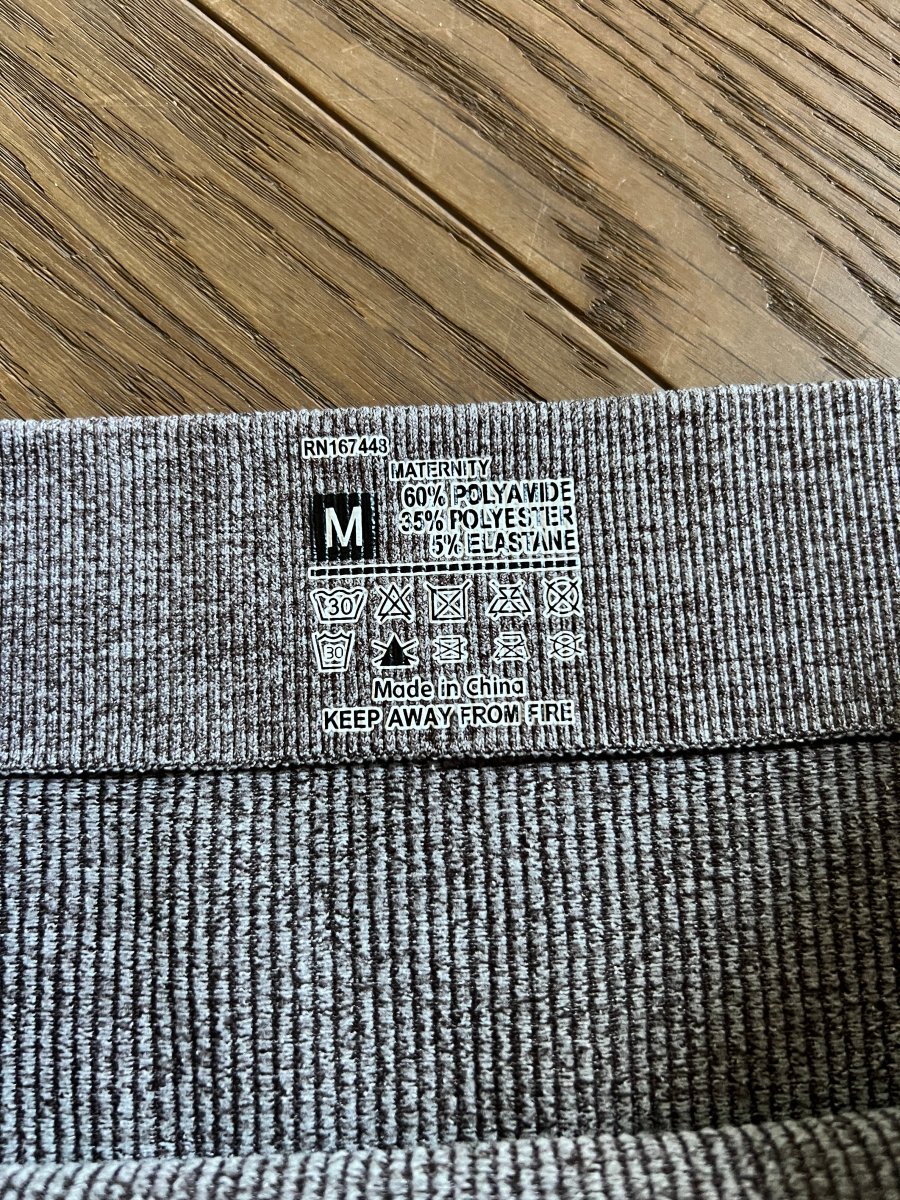 RN167448
MATERNITY
M
60% POLYAMIDE
35% POLYESTER
5% ELASTANE
30
30
Made in China
KEEP AWAY FROM FIRE